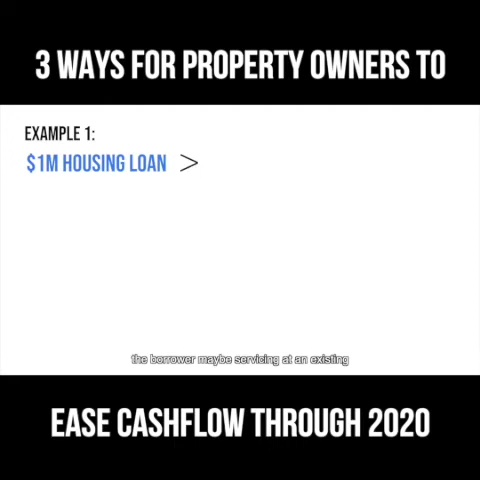 3 WAYS FOR PROPERTY OWNERS TO
EXAMPLE 1:
$1M HOUSING LOAN >
the borrower maybe servicing at an existing
EASE CASHFLOW THROUGH 2020